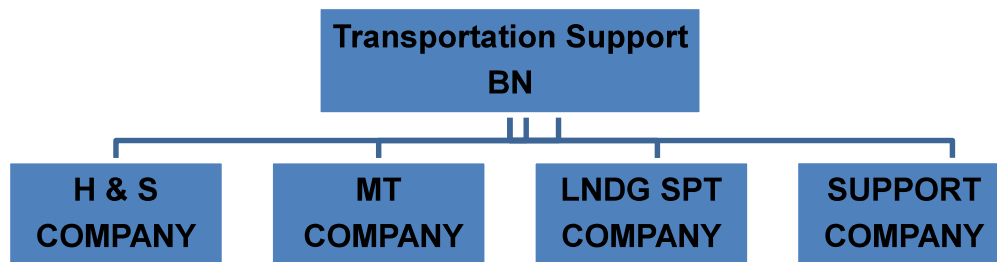 Transportation Support
BN
H & S
COMPANY
MT
COMPANY
LNDG SPT
COMPANY
SUPPORT
COMPANY